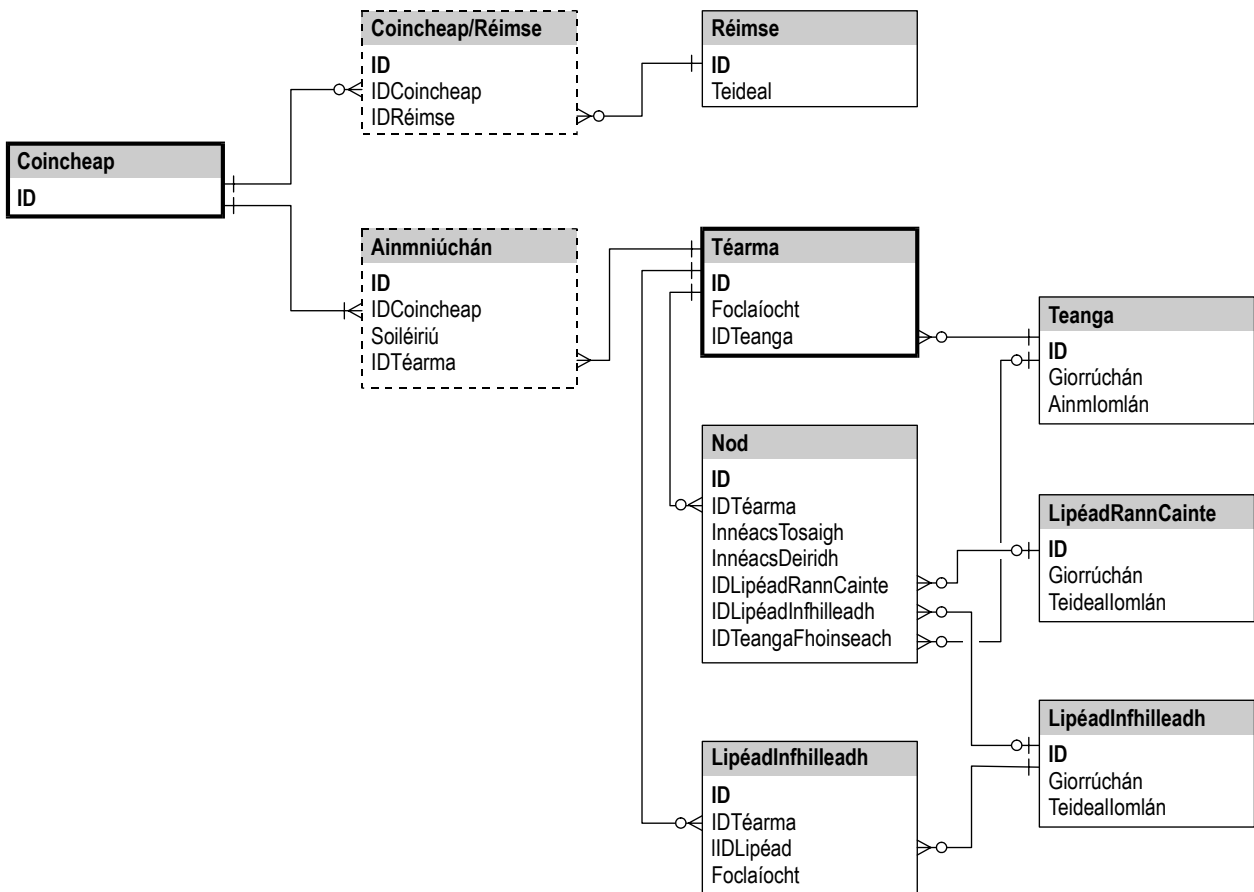 Coincheap/Réimse
ID
IDCoincheap
IDRéimse
Réimse
ID
Teideal
Coincheap
ID
Ainmniúchán
ID
IDCoincheap
Soiléiriú
IDTéarma
Téarma
ID
Foclaíocht
IDTeanga
Teanga
ID
Giorrúchán
AinmIomlán
Nod
ID
IDTéarma
InnéacsTosaigh
InnéacsDeiridh
IDLipéadRannCainte
IDLipéadInfhilleadh
IDTeangaFhoinseach
LipéadRannCainte
ID
Giorrúchán
TeidealIomlán
LipéadInfhilleadh
ID
Giorrúchán
TeidealIomlán
LipéadInfhilleadh
ID
IDTéarma
IIDLipéad
Foclaíocht